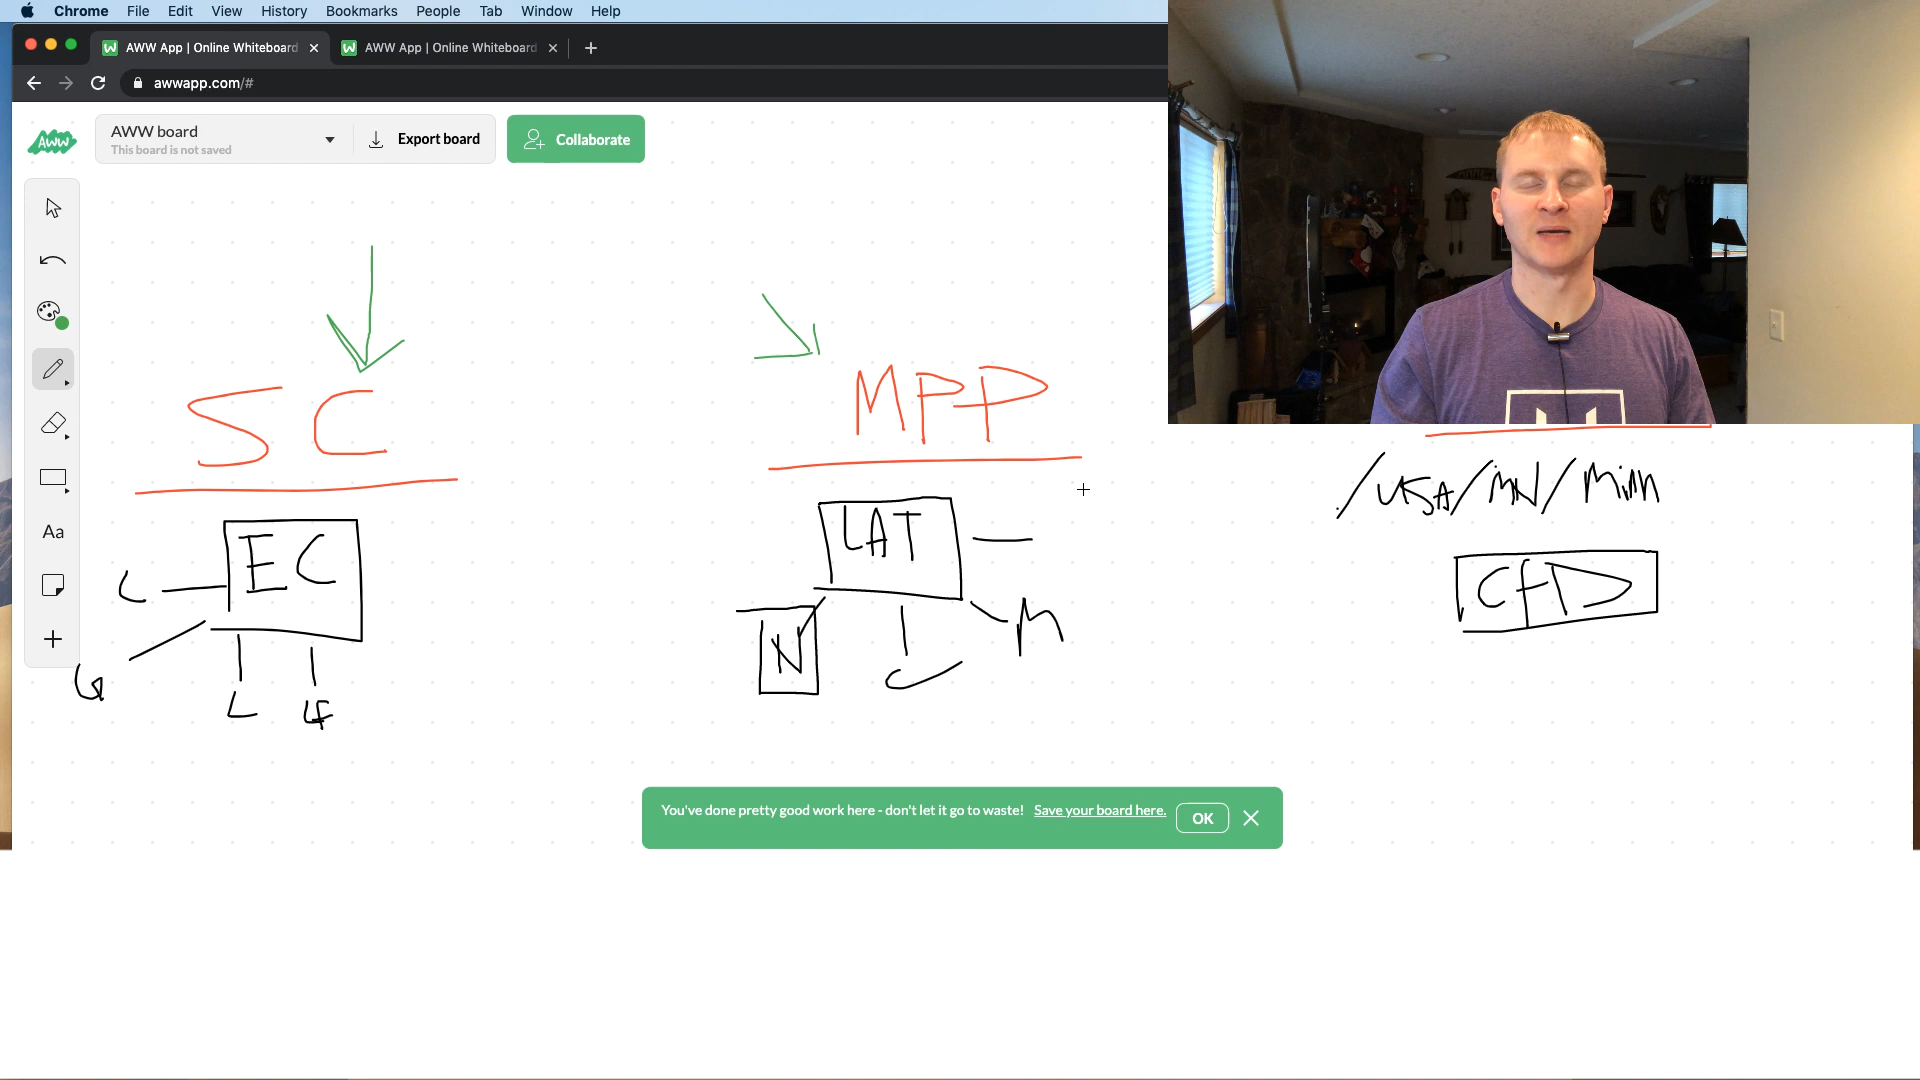 Chrome File Edit View History Bookmarks People Tab Window Help
AWW App | Online Whiteboard
AWW App | Online Whiteboard
awwapp.com/#
AWW
AWW board
This board is not saved
Export board
Collaborate
Aa
SC
MPP
/USA/MN/Minn
EC
LAT
CFD
C
G
L
N
C
M
You've done pretty good work here - don't let it go to waste! Save your board here. OK